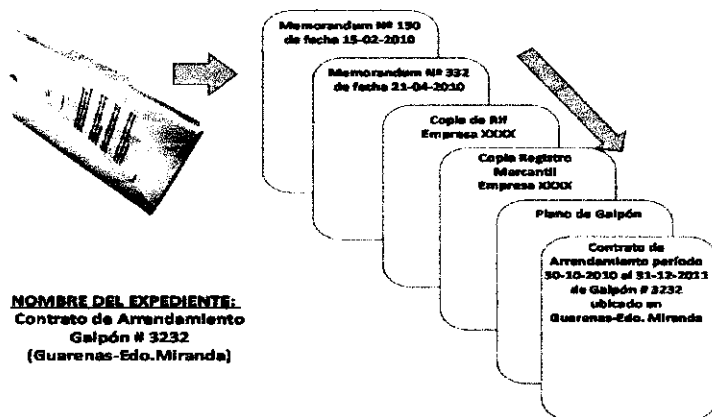 Memorandum Nº 150
de fecha 15-02-2010
Memorandum Nº 332
de fecha 21-04-2010
Copia de Rif
Empresa XXXX
Copia Registro
Mercantil
Empresa XXXX
Plano de Galpón
Contrato de
Arrendamiento período
30-10-2010 al 31-12-2011
de Galpón # 3232
ubicado en
Guarenas-Edo. Miranda
NOMBRE DEL EXPEDIENTE:
Contrato de Arrendamiento
Galpón # 3232
(Guarenas-Edo.Miranda)